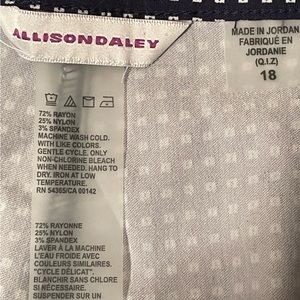 ALLISONDALEY
MADE IN JORDAN
FABRIQUÉ EN
JORDANIE
(Q.I.Z)
18
72% RAYON
25% NYLON
3% SPANDEX
MACHINE WASH COLD.
WITH LIKE COLORS.
GENTLE CYCLE. ONLY
NON-CHLORINE BLEACH
WHEN NEEDED. HANG TO
DRY. IRON AT LOW
TEMPERATURE.
RN 54365/CA 00142
72% RAYONNE
25% NYLON
3% SPANDEX
LAVER À LA MACHINE
L'EAU FROIDE AVEC
COULEURS SIMILAIRES.
"CYCLE DÉLICAT".
BLANCHIR SANS CHLORE
SI NÉCESSAIRE.
SUSPENDRE SUR UN